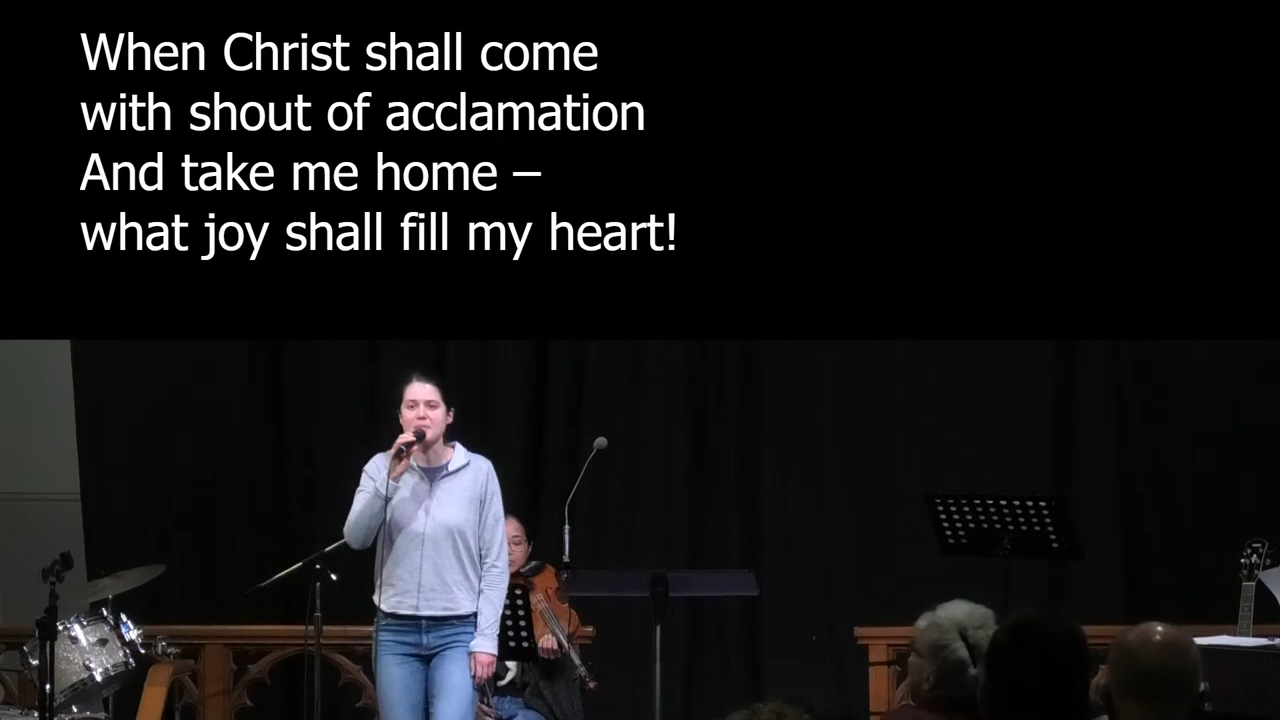 When Christ shall come
with shout of acclamation
And take me home –
what joy shall fill my heart!